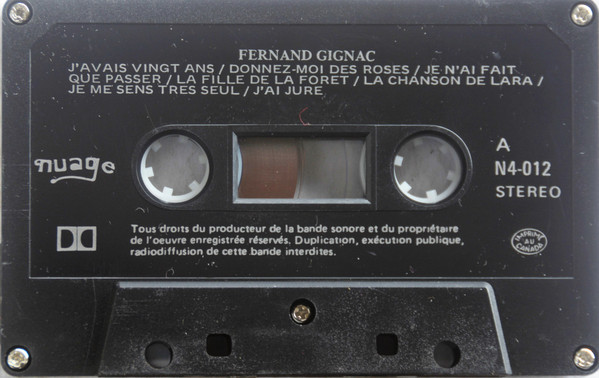 FERNAND GIGNAC
J'AVAIS VINGT ANS / DONNEZ-MOI DES ROSES / JE N'AI FAIT
QUE PASSER / LA FILLE DE LA FORET / LA CHANSON DE LARA /
JE ME SENS TRES SEUL / J'AI JURE
nuage
A
N4-012
STEREO
Tous droits du producteur de la bande sonore et du propriétaire
de l'oeuvre enregistrée réservés. Duplication, exécution publique,
radiodiffusion de cette bande interdites.
IMPRIMÉ
AU
CANADA